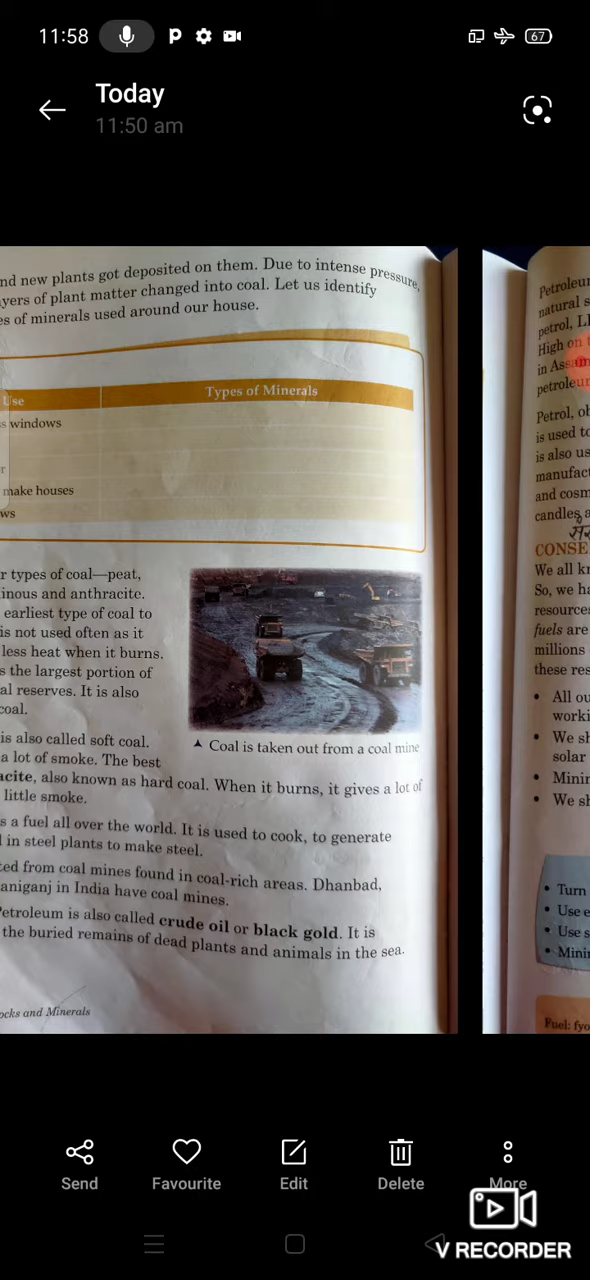 11:58
67
Today
11:50 am
nd new plants got deposited on them. Due to intense pressure,
yers of plant matter changed into coal. Let us identify
es of minerals used around our house.
Use
Types of Minerals
s windows
r
make houses
ws
r types of coal—peat,
inous and anthracite.
earliest type of coal to
is not used often as it
less heat when it burns.
s the largest portion of
al reserves. It is also
coal.
▲ Coal is taken out from a coal mine
is also called soft coal.
a lot of smoke. The best
acite, also known as hard coal. When it burns, it gives a lot of
little smoke.
s a fuel all over the world. It is used to cook, to generate
l in steel plants to make steel.
ted from coal mines found in coal-rich areas. Dhanbad,
aniganj in India have coal mines.
Petroleum is also called crude oil or black gold. It is
the buried remains of dead plants and animals in the sea.
ocks and Minerals
Petroleu
natural s
petrol, L
High on t
in Assam
petroleur
Petrol, ob
is used to
is also us
manufact
and cosm
candles, a
CONSE
We all kn
So, we ha
resources
fuels are
millions
these res
• All ou
worki
• We sh
solar
• Minin
• We sh
• Turn
• Use e
• Use s
• Minin
Fuel: fyo
Send
Favourite
Edit
Delete
More
V RECORDER